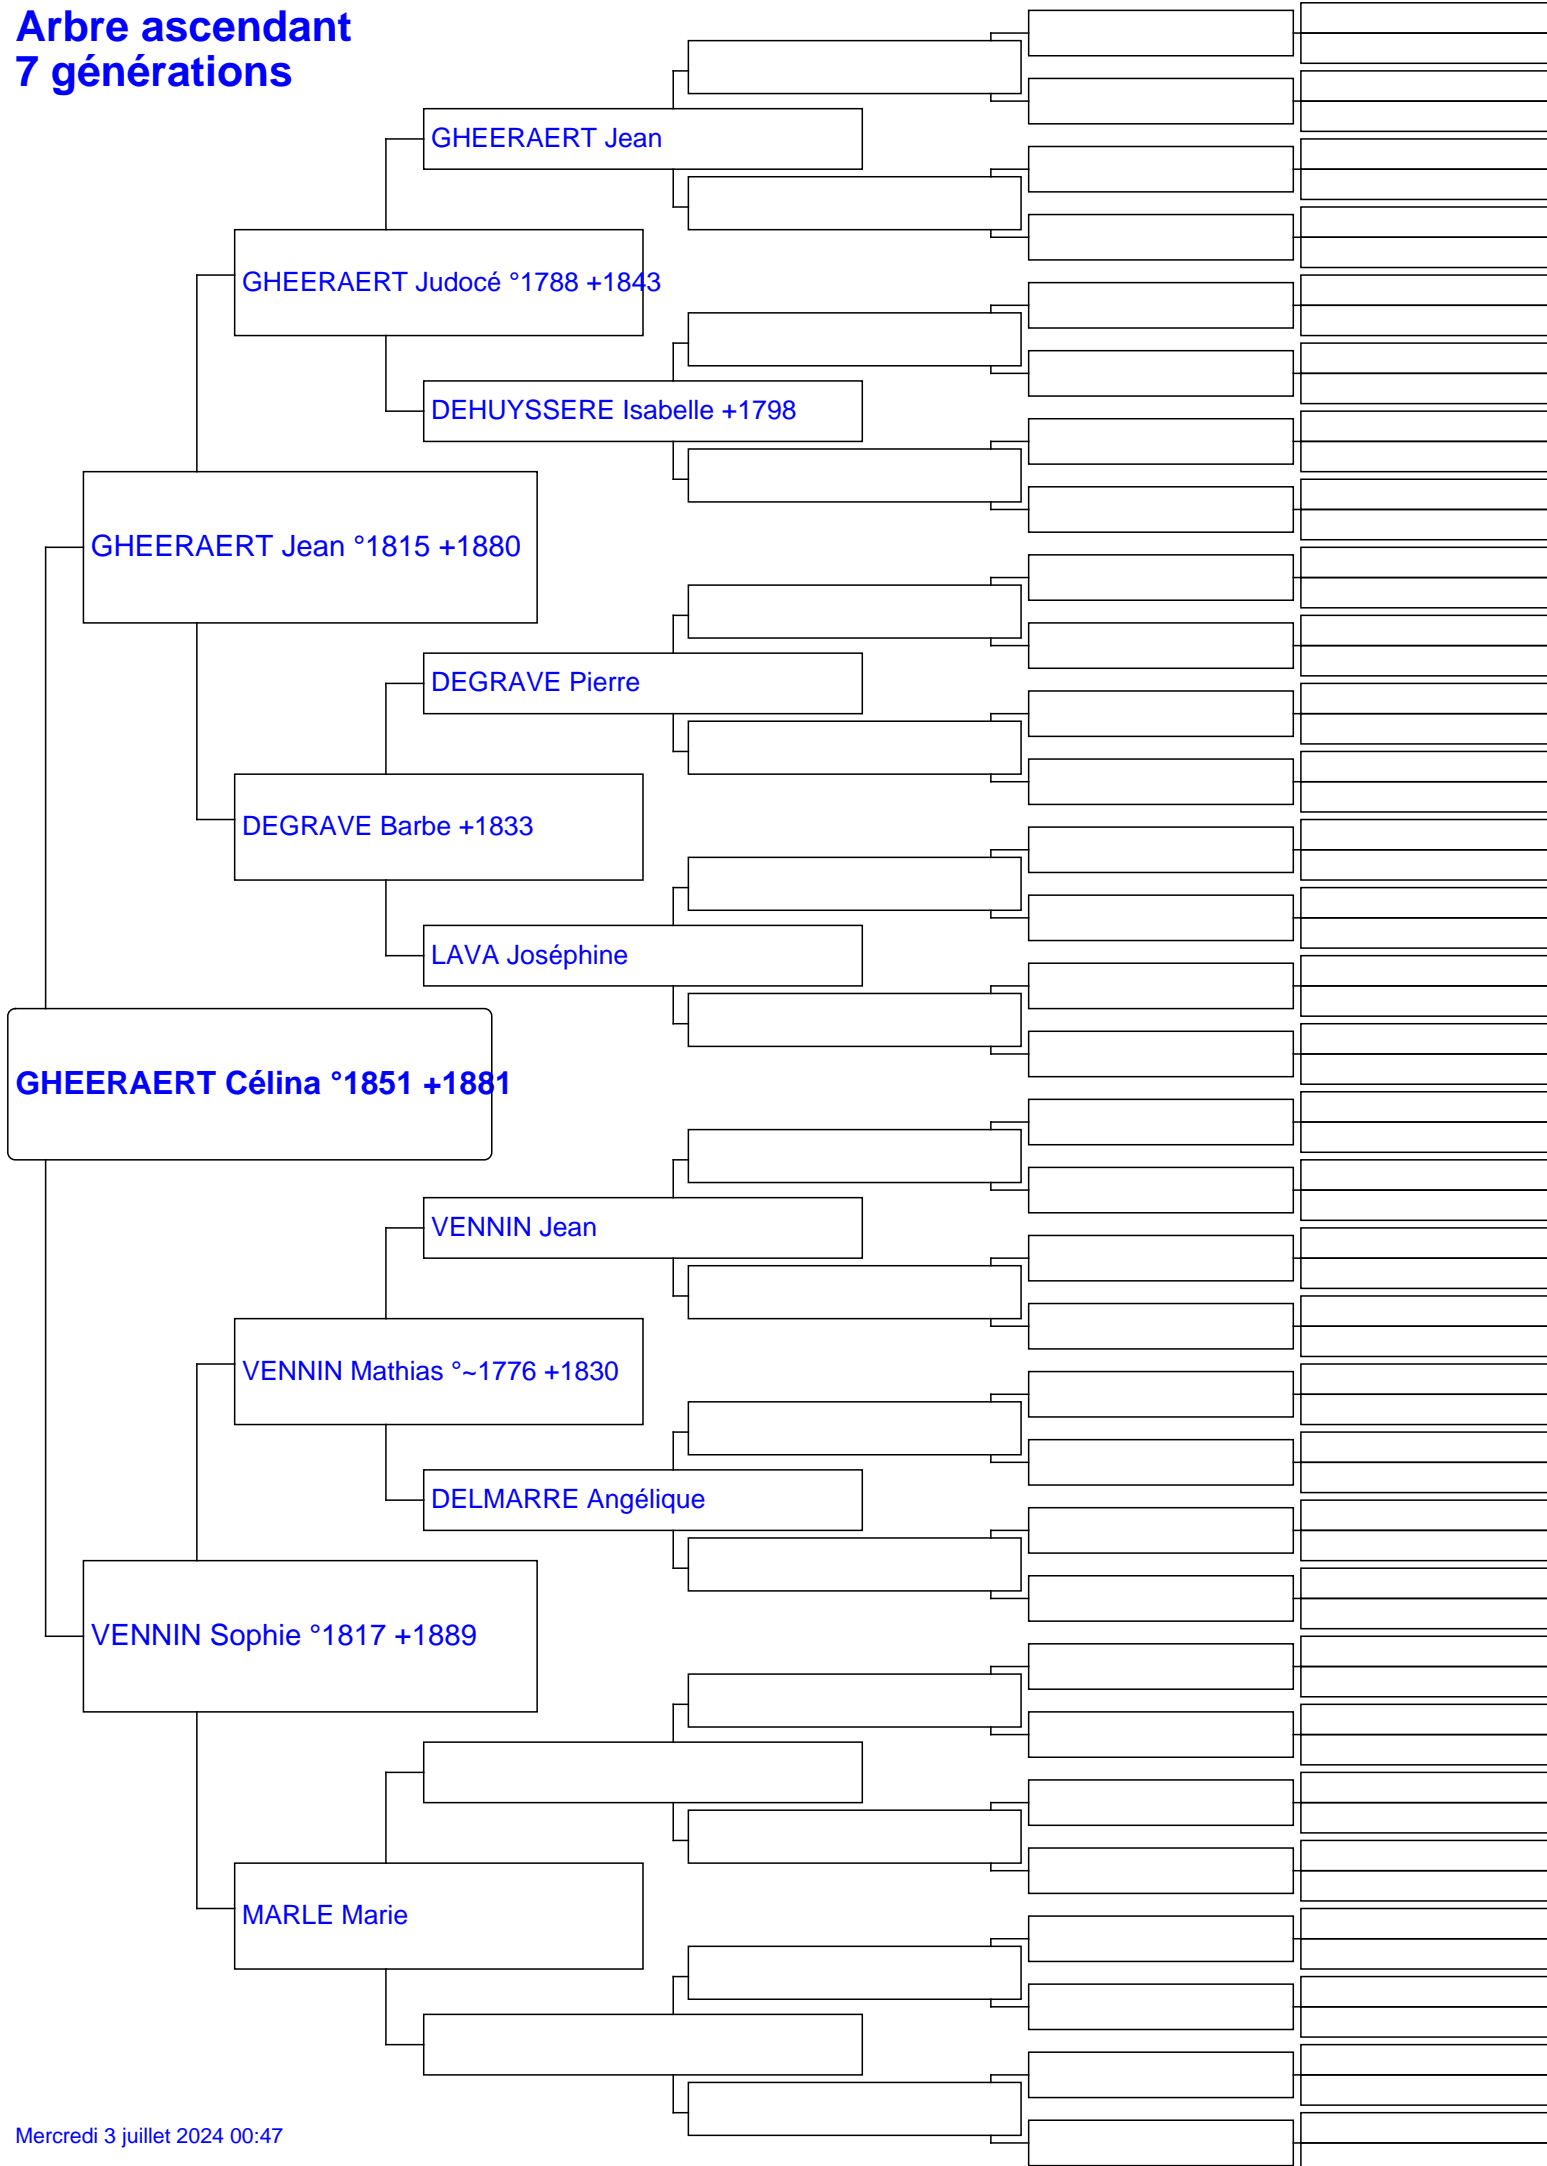 Arbre ascendant
7 générations
GHEERAERT Jean
GHEERAERT Judocé °1788 +1843
DEHUYSSERE Isabelle +1798
GHEERAERT Jean °1815 +1880
DEGRAVE Pierre
DEGRAVE Barbe +1833
LAVA Joséphine
GHEERAERT Célina °1851 +1881
VENNIN Jean
VENNIN Mathias °~1776 +1830
DELMARRE Angélique
VENNIN Sophie °1817 +1889
MARLE Marie
Mercredi 3 juillet 2024 00:47